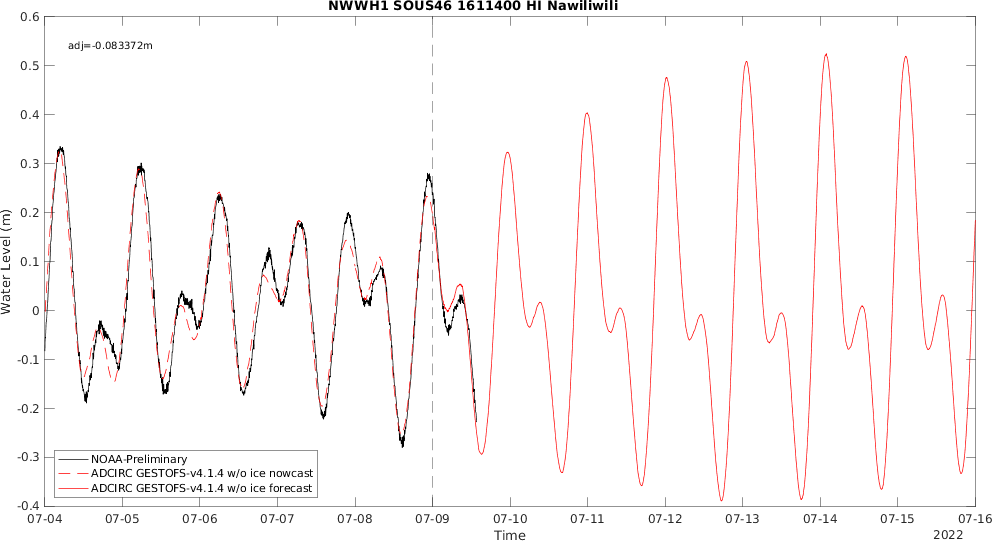 NWWH1 SOUS46 1611400 HI Nawiliwili
adj=-0.083372m
Water Level (m)
0.6
0.5
0.4
0.3
0.2
0.1
0
-0.1
-0.2
-0.3
-0.4
NOAA-Preliminary
ADCIRC GESTOFS-v4.1.4 w/o ice nowcast
ADCIRC GESTOFS-v4.1.4 w/o ice forecast
07-04 07-05 07-06 07-07 07-08 07-09 07-10 07-11 07-12 07-13 07-14 07-15 07-16
Time
2022